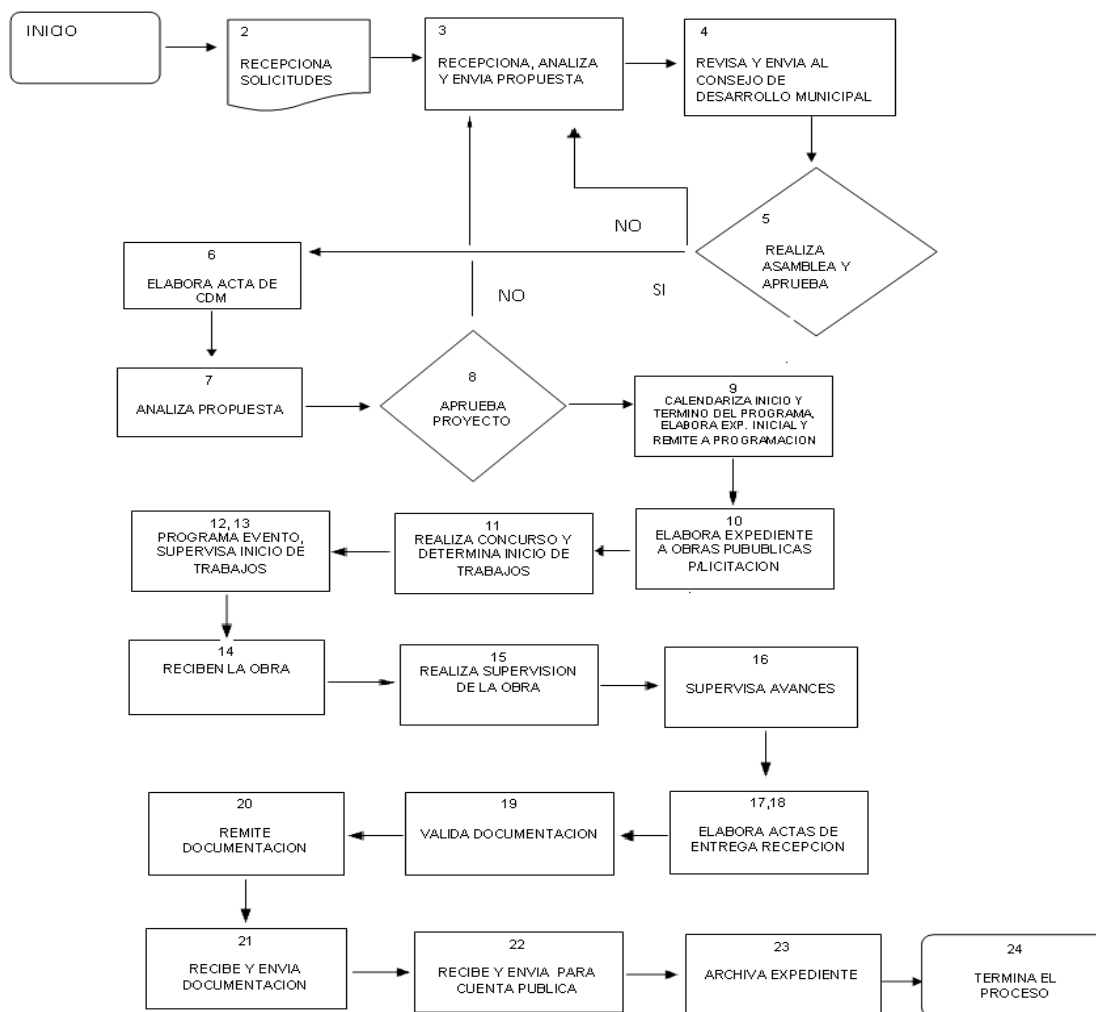 INICIO
2
RECEPCIONA
SOLICITUDES
3
RECEPCIONA, ANALIZA
Y ENVIA PROPUESTA
4
REVISA Y ENVIA AL
CONSEJO DE
DESARROLLO MUNICIPAL
5
REALIZA
ASAMBLEA Y
APRUEBA
NO
SI
6
ELABORA ACTA DE
CDM
NO
7
ANALIZA PROPUESTA
8
APRUEBA
PROYECTO
9
CALENDARIZA INICIO Y
TERMINO DEL PROGRAMA,
ELABORA EXP. INICIAL Y
REMITE A PROGRAMACION
10
ELABORA EXPEDIENTE
A OBRAS PUBUBLICAS
P/LICITACION
11
REALIZA CONCURSO Y
DETERMINA INICIO DE
TRABAJOS
12, 13
PROGRAMA EVENTO,
SUPERVISA INICIO DE
TRABAJOS
14
RECIBEN LA OBRA
15
REALIZA SUPERVISION
DE LA OBRA
16
SUPERVISA AVANCES
17,18
ELABORA ACTAS DE
ENTREGA RECEPCION
19
VALIDA DOCUMENTACION
20
REMITE
DOCUMENTACION
21
RECIBE Y ENVIA
DOCUMENTACION
22
RECIBE Y ENVIA PARA
CUENTA PUBLICA
23
ARCHIVA EXPEDIENTE
24
TERMINA EL
PROCESO